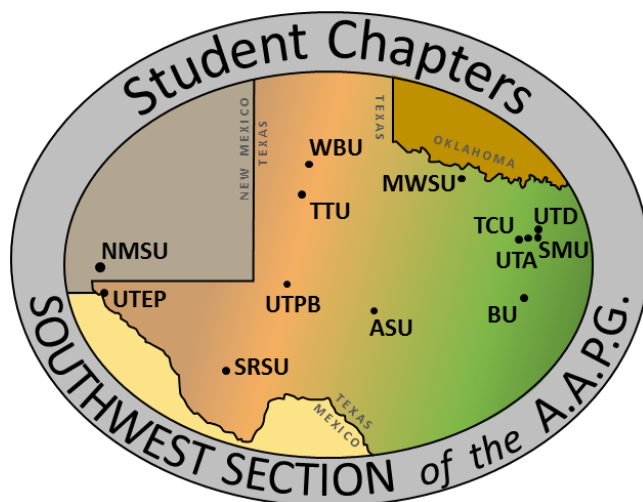 Student Chapters
NEW MEXICO
TEXAS
TEXAS
OKLAHOMA
WBU
MWSU
TTU
TCU
UTD
UTA
SMU
NMSU
UTEP
UTPB
ASU
BU
SRSU
TEXAS
MEXICO
SOUTHWEST SECTION of the A.A.P.G.